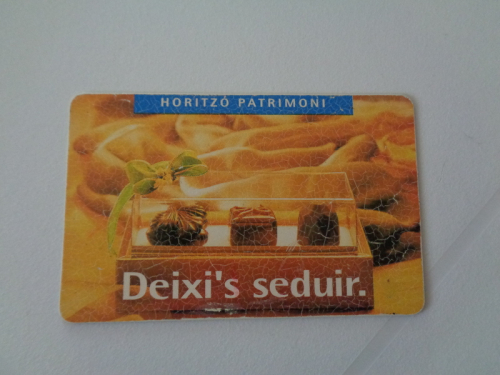 HORITZÓ PATRIMONI
Deixi's seduir.